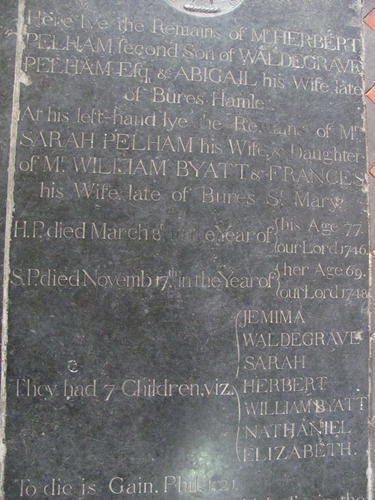 Here lye the Remains of Mr HERBERT
PELHAM second Son of WALDEGRAVE
PELHAM Esq. & ABIGAIL his Wife, late
of Bures Hamlet
At his left-hand lye the Remains of Mrs
SARAH PELHAM his Wife, & Daughter
of Mr. WILLIAM BYATT & FRANCES
his Wife, late of Bures St. Mary.
H.P. died March the Year of { his Age 77.
{ our Lord 1746.
S.P. died Novemb 17th in the Year of { her Age 69.
{ our Lord 1748.
They had 7 Children, viz.
JEMIMA
WALDEGRAVE
SARAH
HERBERT
WILLIAM BYATT
NATHANIEL
ELIZABETH.
To die is Gain. Phil. 1.21.
the